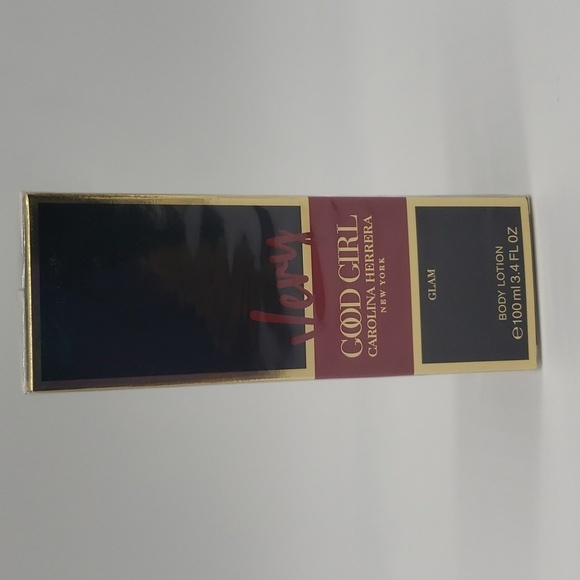 Very
GOOD GIRL
CAROLINA HERRERA
NEW YORK
GLAM
BODY LOTION
℮ 100 ml 3.4 FL OZ